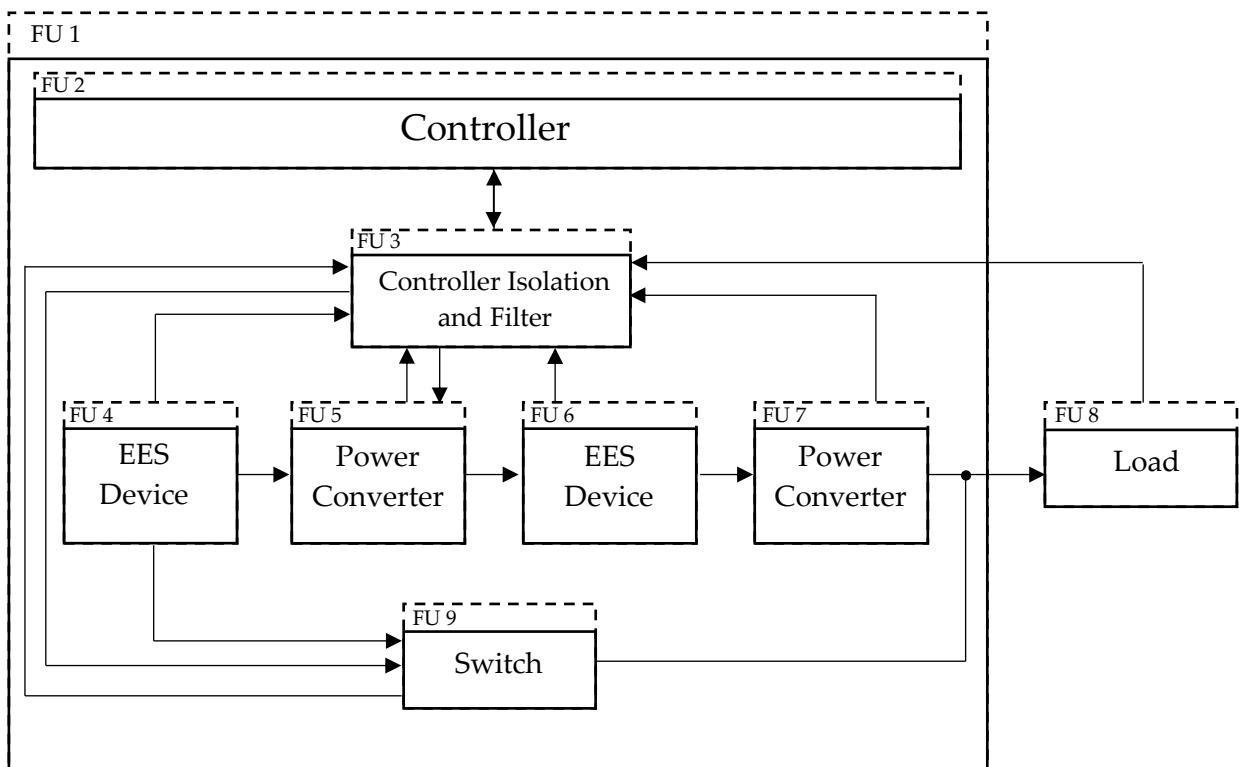 FU 1
FU 2
Controller
FU 3
Controller Isolation
and Filter
FU 4
EES
Device
FU 5
Power
Converter
FU 6
EES
Device
FU 7
Power
Converter
FU 8
Load
FU 9
Switch